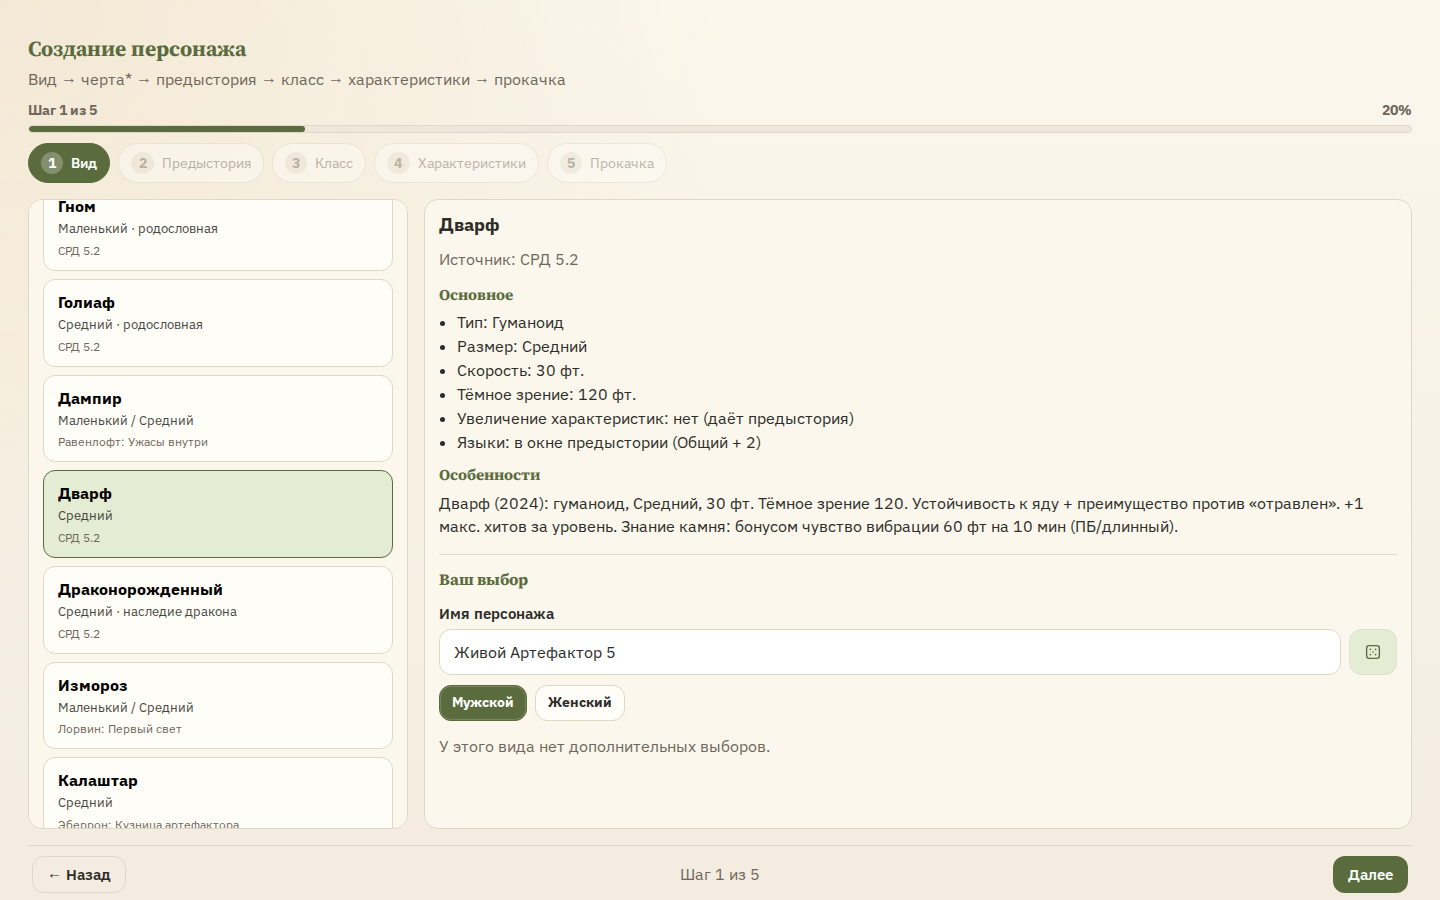 Создание персонажа
Вид → черта* → предыстория → класс → характеристики → прокачка
Шаг 1 из 5
20%
1 Вид
2 Предыстория
3 Класс
4 Характеристики
5 Прокачка
Гном
Маленький · родословная
СРД 5.2
Голиаф
Средний · родословная
СРД 5.2
Дампир
Маленький / Средний
Равенлофт: Ужасы внутри
Дварф
Средний
СРД 5.2
Драконорожденный
Средний · наследие дракона
СРД 5.2
Измороз
Маленький / Средний
Лорвин: Первый свет
Калаштар
Средний
Эберрон: Кузница артефактора
Дварф
Источник: СРД 5.2
Основное
• Тип: Гуманоид
• Размер: Средний
• Скорость: 30 фт.
• Тёмное зрение: 120 фт.
• Увеличение характеристик: нет (даёт предыстория)
• Языки: в окне предыстории (Общий + 2)
Особенности
Дварф (2024): гуманоид, Средний, 30 фт. Тёмное зрение 120. Устойчивость к яду + преимущество против «отравлен». +1
макс. хитов за уровень. Знание камня: бонусом чувство вибрации 60 фт на 10 мин (ПБ/длинный).
Ваш выбор
Имя персонажа
Живой Артефактор 5
Мужской
Женский
У этого вида нет дополнительных выборов.
← Назад
Шаг 1 из 5
Далее